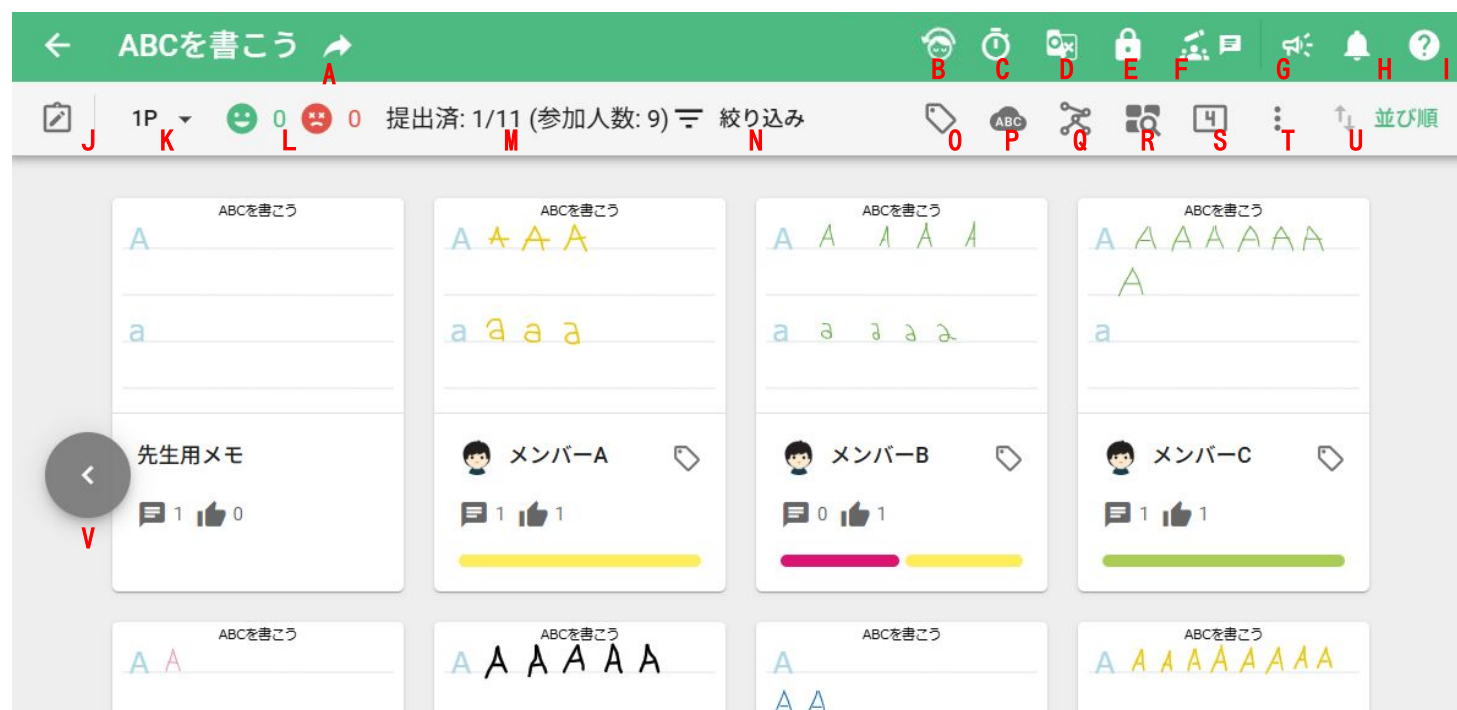 ABCを書こう
A B C D E F G H I
1P 0 0 提出済: 1/11 (参加人数: 9) 絞り込み ABC 4 並び順
J K L M N O P Q R S T U
ABCを書こう ABCを書こう ABCを書こう ABCを書こう
A A A A A A A A A A A A A A A A A
A
a a a a a a a a a a a
先生用メモ メンバーA メンバーB メンバーC
1 0 1 1 0 1 1 1
V
ABCを書こう ABCを書こう ABCを書こう ABCを書こう
A A A A A A A A A A A A A A A A A A
A A